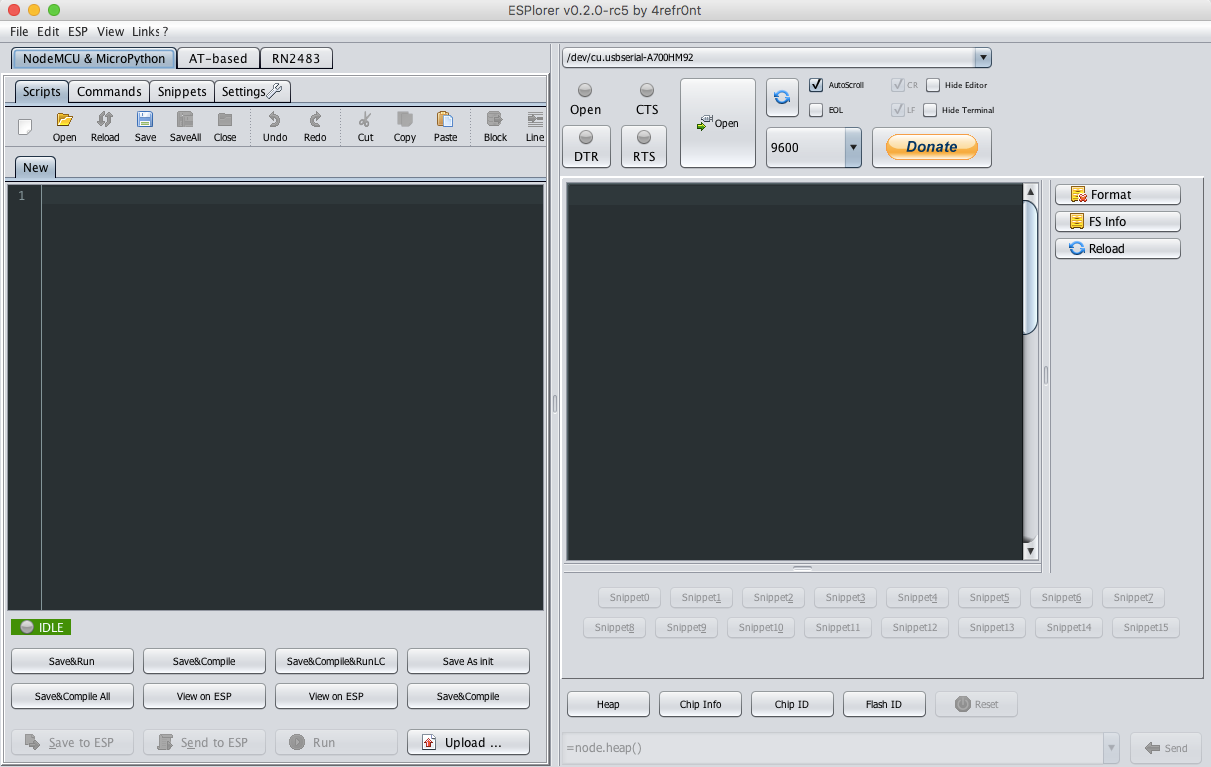 ESPlorer v0.2.0-rc5 by 4refr0nt
File Edit ESP View Links ?
NodeMCU & MicroPython AT-based RN2483
Scripts Commands Snippets Settings
Open Reload Save SaveAll Close Undo Redo Cut Copy Paste Block Line
New
1
IDLE
Save&Run Save&Compile Save&Compile&RunLC Save As init
Save&Compile All View on ESP View on ESP Save&Compile
Save to ESP Send to ESP Run Upload ...
/dev/cu.usbserial-A700HM92
Open CTS
DTR RTS
Open
AutoScroll CR Hide Editor
EOL LF Hide Terminal
9600 Donate
Format
FS Info
Reload
Snippet0 Snippet1 Snippet2 Snippet3 Snippet4 Snippet5 Snippet6 Snippet7
Snippet8 Snippet9 Snippet10 Snippet11 Snippet12 Snippet13 Snippet14 Snippet15
Heap Chip Info Chip ID Flash ID Reset
=node.heap() Send